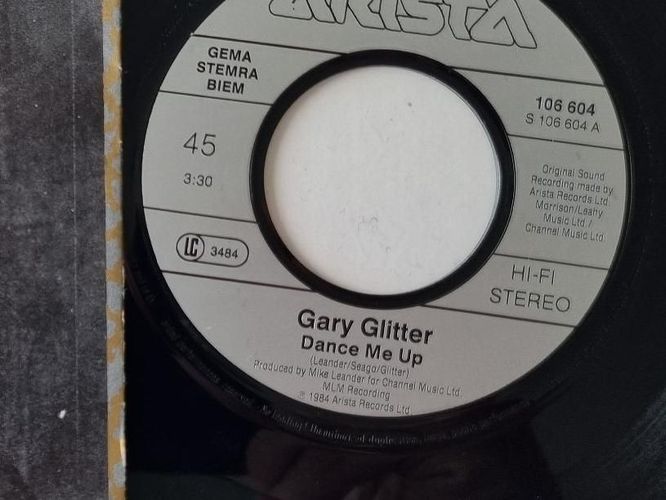 ARISTA
GEMA
STEMRA
BIEM
106 604
S 106 604 A
45
3:30
Original Sound
Recording made by
Arista Records Ltd
Morrison/Leahy
Music Ltd /
Channel Music Ltd
LC 3484
HI-FI
STEREO
Gary Glitter
Dance Me Up
(Leander/Seago/Glitter)
Produced by Mike Leander for Channel Music Ltd.
MLM Recording
℗ 1984 Arista Records Ltd